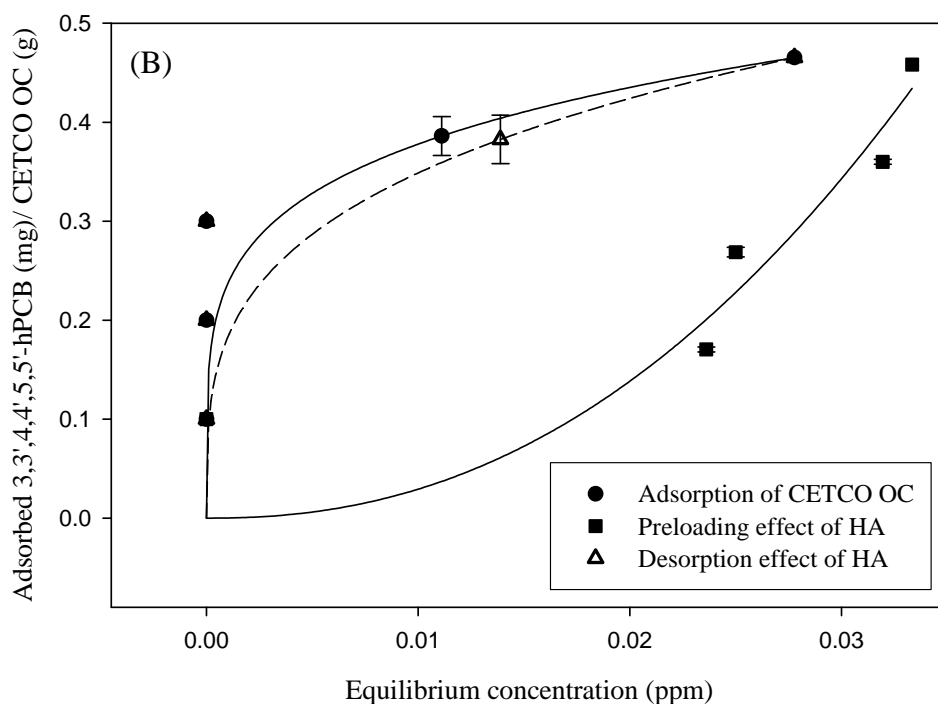 (B)
Adsorbed 3,3',4,4',5,5'-hPCB (mg)/ CETCO OC (g)
0.5
0.4
0.3
0.2
0.1
0.0
Adsorption of CETCO OC
Preloading effect of HA
Desorption effect of HA
0.00
0.01
0.02
0.03
Equilibrium concentration (ppm)